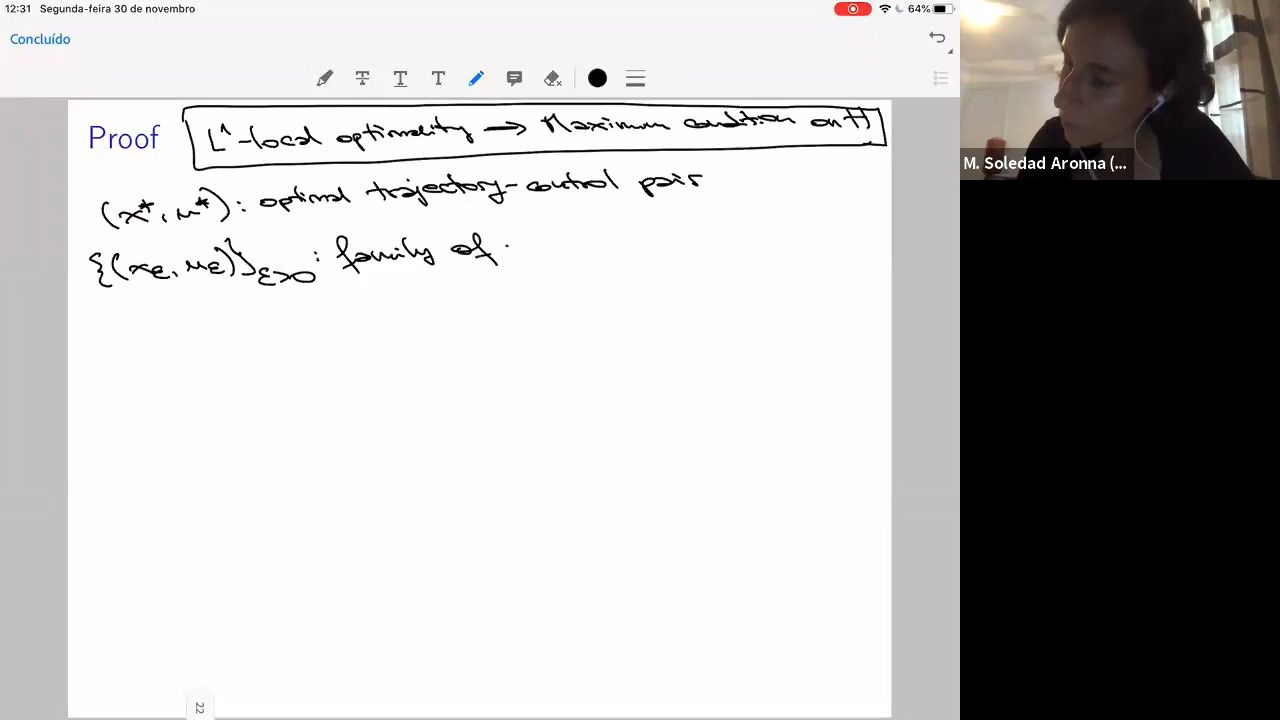 12:31 Segunda-feira 30 de novembro 64%
Concluído
Proof L¹-local optimality → Maximum condition on H
(x*, u*): optimal trajectory-control pair
{(xε, uε)}ε>0 : family of
M. Soledad Aronna (...
22